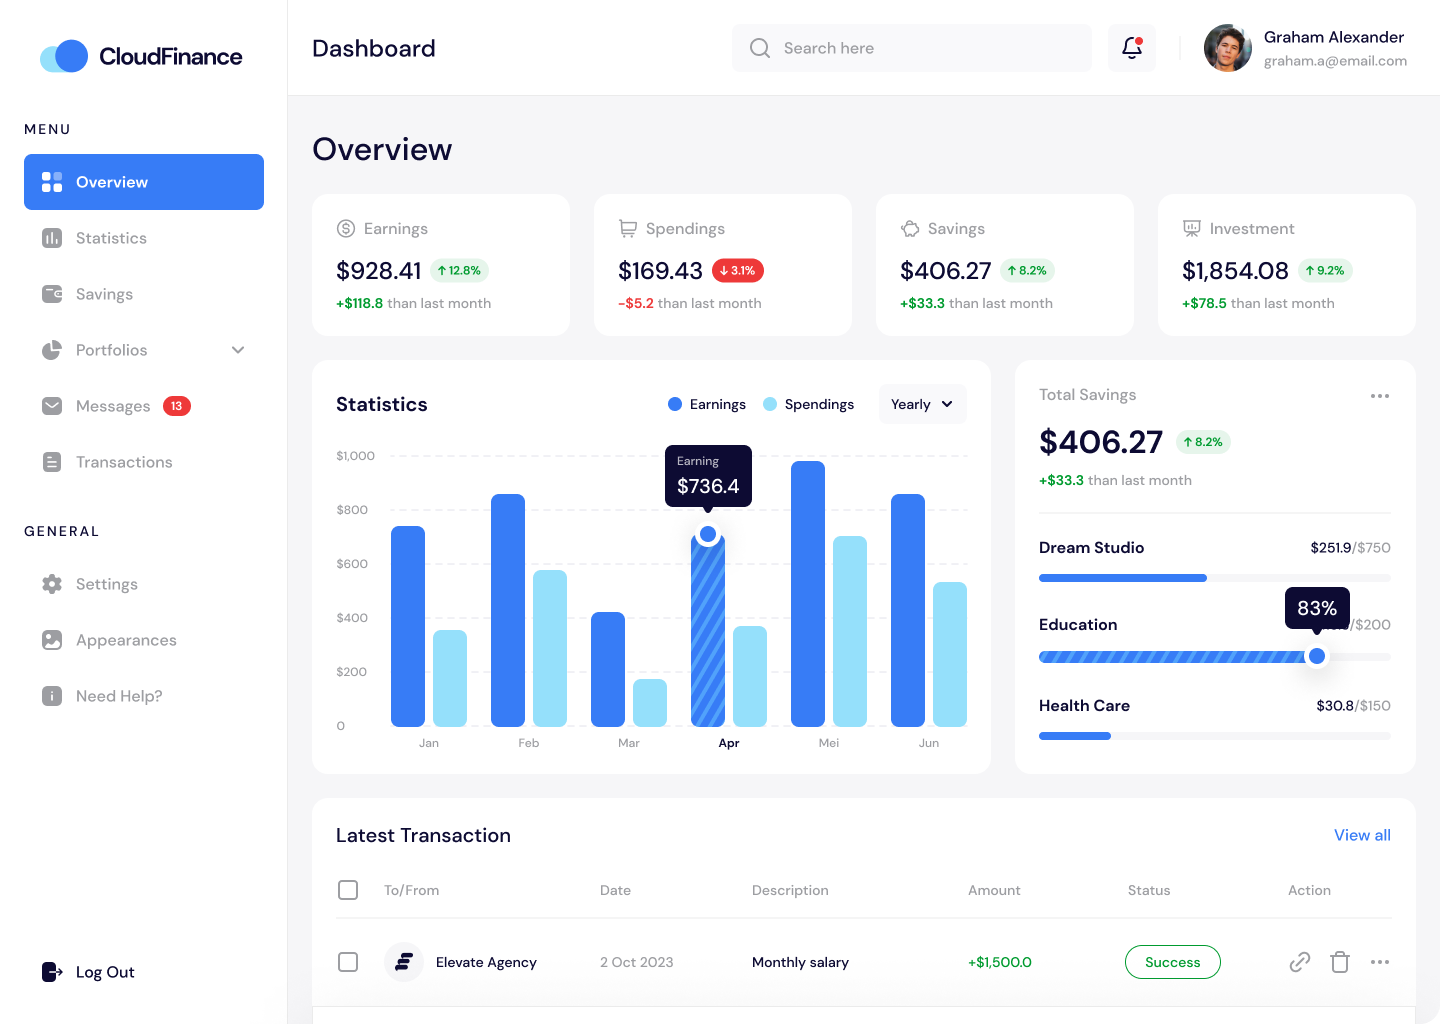 CloudFinance
MENU
Overview
Statistics
Savings
Portfolios
Messages 13
Transactions
GENERAL
Settings
Appearances
Need Help?
Log Out
Dashboard
Search here
Graham Alexander
graham.a@email.com
Overview
Earnings
$928.41 ↑12.8%
+$118.8 than last month
Spendings
$169.43 ↓3.1%
-$5.2 than last month
Savings
$406.27 ↑8.2%
+$33.3 than last month
Investment
$1,854.08 ↑9.2%
+$78.5 than last month
Statistics
Earnings Spendings Yearly
$1,000
$800
$600
$400
$200
0
Earning
$736.4
Jan Feb Mar Apr Mei Jun
Total Savings
$406.27 ↑8.2%
+$33.3 than last month
Dream Studio $251.9/$750
83%
Education /$200
Health Care $30.8/$150
Latest Transaction View all
To/From Date Description Amount Status Action
Elevate Agency 2 Oct 2023 Monthly salary +$1,500.0 Success